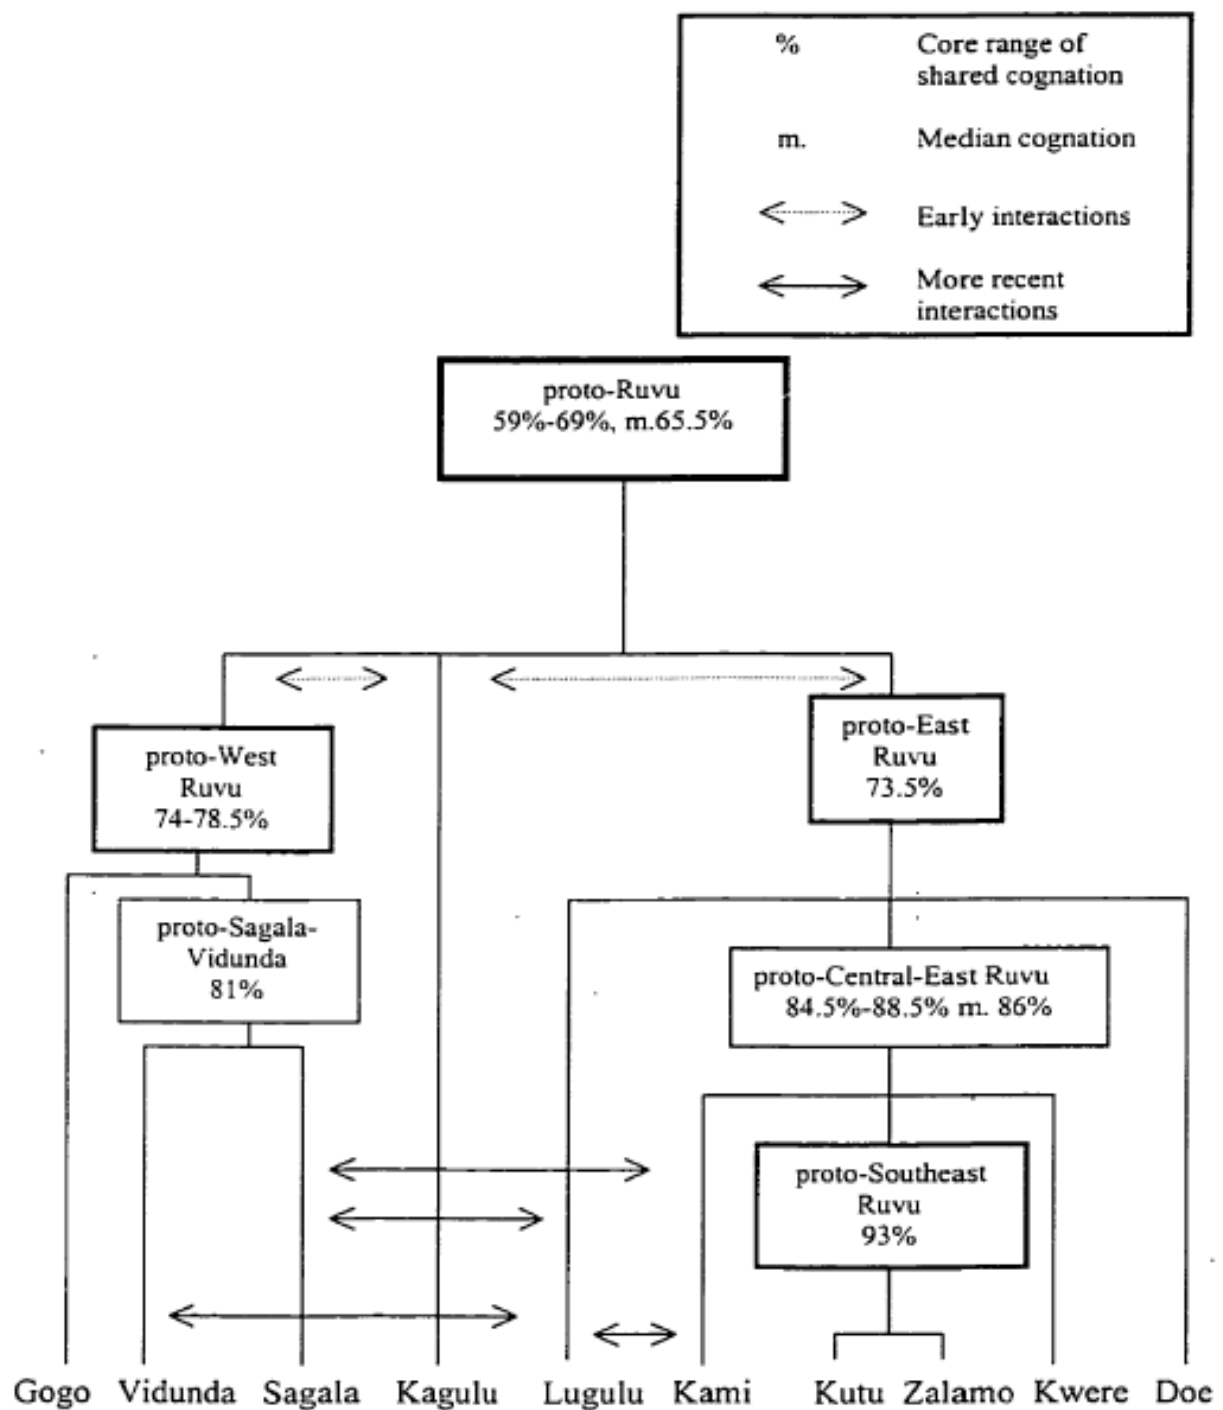 % Core range of
shared cognation
m. Median cognation
Early interactions
More recent
interactions
proto-Ruvu
59%-69%, m.65.5%
proto-West
Ruvu
74-78.5%
proto-East
Ruvu
73.5%
proto-Sagala-
Vidunda
81%
proto-Central-East Ruvu
84.5%-88.5% m. 86%
proto-Southeast
Ruvu
93%
Gogo Vidunda Sagala Kagulu Lugulu Kami Kutu Zalamo Kwere Doe